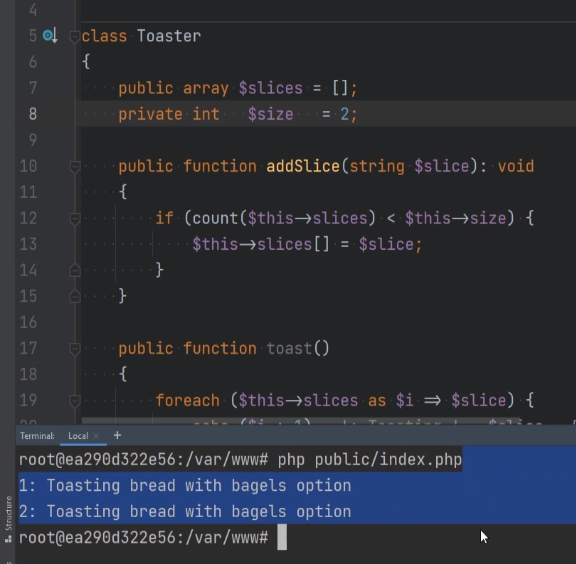 4
5 class Toaster
6 {
7 public array $slices = [];
8 private int $size = 2;
9
10 public function addSlice(string $slice): void
11 {
12 if (count($this->slices) < $this->size) {
13 $this->slices[] = $slice;
14 }
15 }
16
17 public function toast()
18 {
19 foreach ($this->slices as $i => $slice) {
Terminal: Local × +
root@ea290d322e56:/var/www# php public/index.php
1: Toasting bread with bagels option
2: Toasting bread with bagels option
root@ea290d322e56:/var/www#
Structure